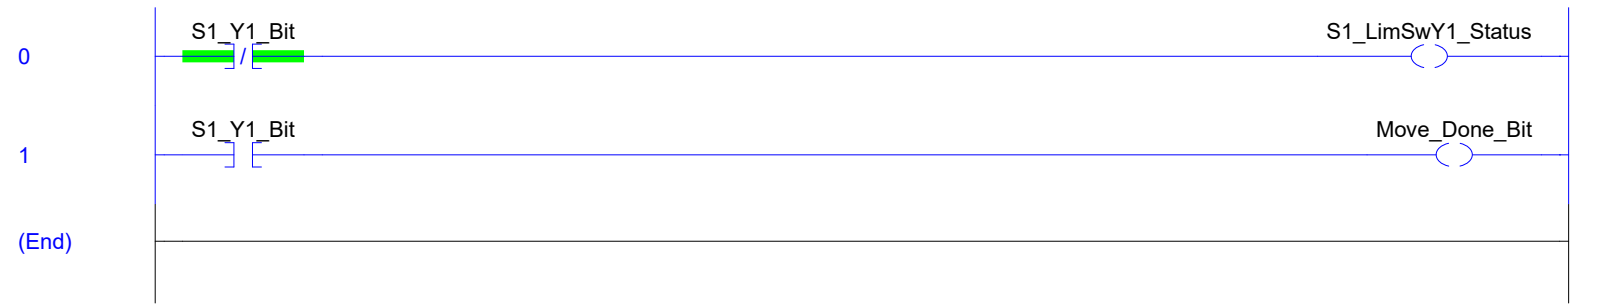 S1_Y1_Bit S1_LimSwY1_Status
0 /
S1_Y1_Bit Move_Done_Bit
1
(End)